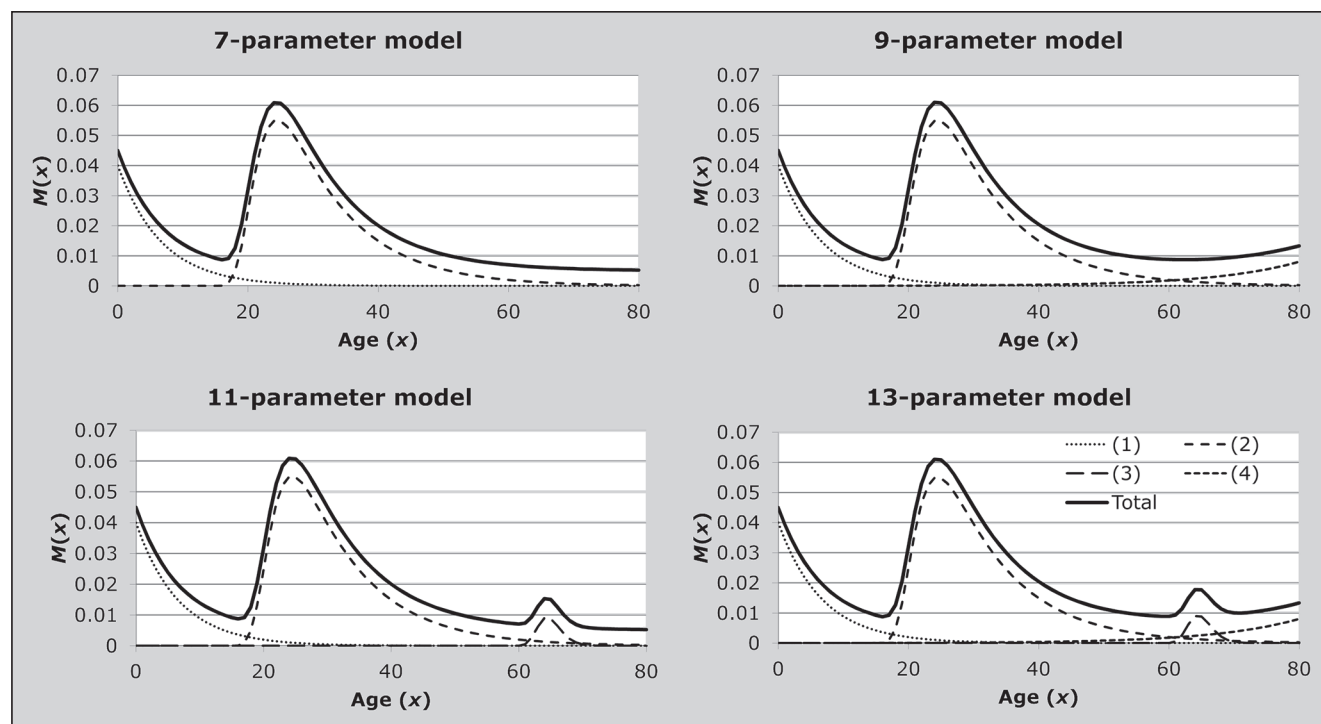 7-parameter model
0.07
0.06
0.05
0.04
0.03
0.02
0.01
0
M(x)
0 20 40 60 80
Age (x)
9-parameter model
0.07
0.06
0.05
0.04
0.03
0.02
0.01
0
M(x)
0 20 40 60 80
Age (x)
11-parameter model
0.07
0.06
0.05
0.04
0.03
0.02
0.01
0
M(x)
0 20 40 60 80
Age (x)
13-parameter model
0.07
0.06
0.05
0.04
0.03
0.02
0.01
0
M(x)
(1) (2)
(3) (4)
Total
0 20 40 60 80
Age (x)